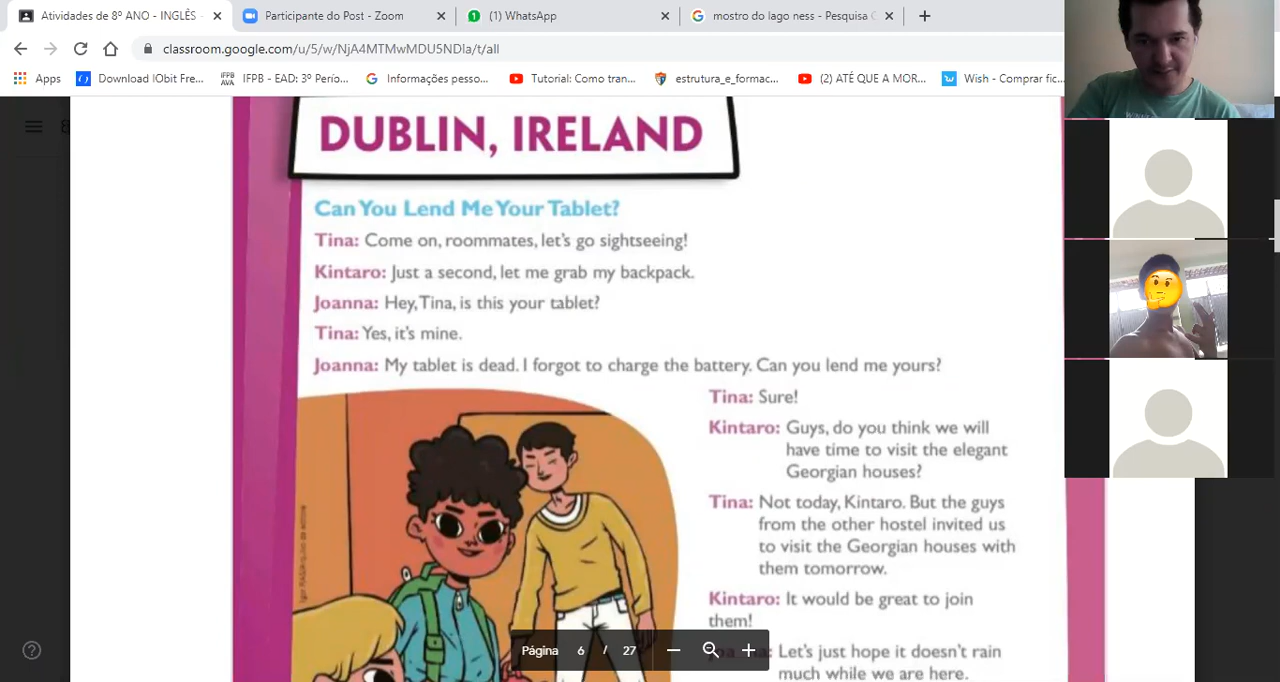 Atividades de 8º ANO - INGLÊS -
Participante do Post - Zoom
(1) WhatsApp
mostro do lago ness - Pesquisa G
classroom.google.com/u/5/w/NjA4MTMwMDU5NDla/t/all
Apps
Download IObit Fre...
IFPB AVA
IFPB - EAD: 3º Perío...
Informações pesso...
Tutorial: Como tran...
estrutura_e_formac...
(2) ATÉ QUE A MOR...
Wish - Comprar fic...
DUBLIN, IRELAND
Can You Lend Me Your Tablet?
Tina: Come on, roommates, let's go sightseeing!
Kintaro: Just a second, let me grab my backpack.
Joanna: Hey, Tina, is this your tablet?
Tina: Yes, it's mine.
Joanna: My tablet is dead. I forgot to charge the battery. Can you lend me yours?
Tina: Sure!
Kintaro: Guys, do you think we will
have time to visit the elegant
Georgian houses?
Tina: Not today, Kintaro. But the guys
from the other hostel invited us
to visit the Georgian houses with
them tomorrow.
Kintaro: It would be great to join
them!
Let's just hope it doesn't rain
much while we are here.
Página 6 / 27